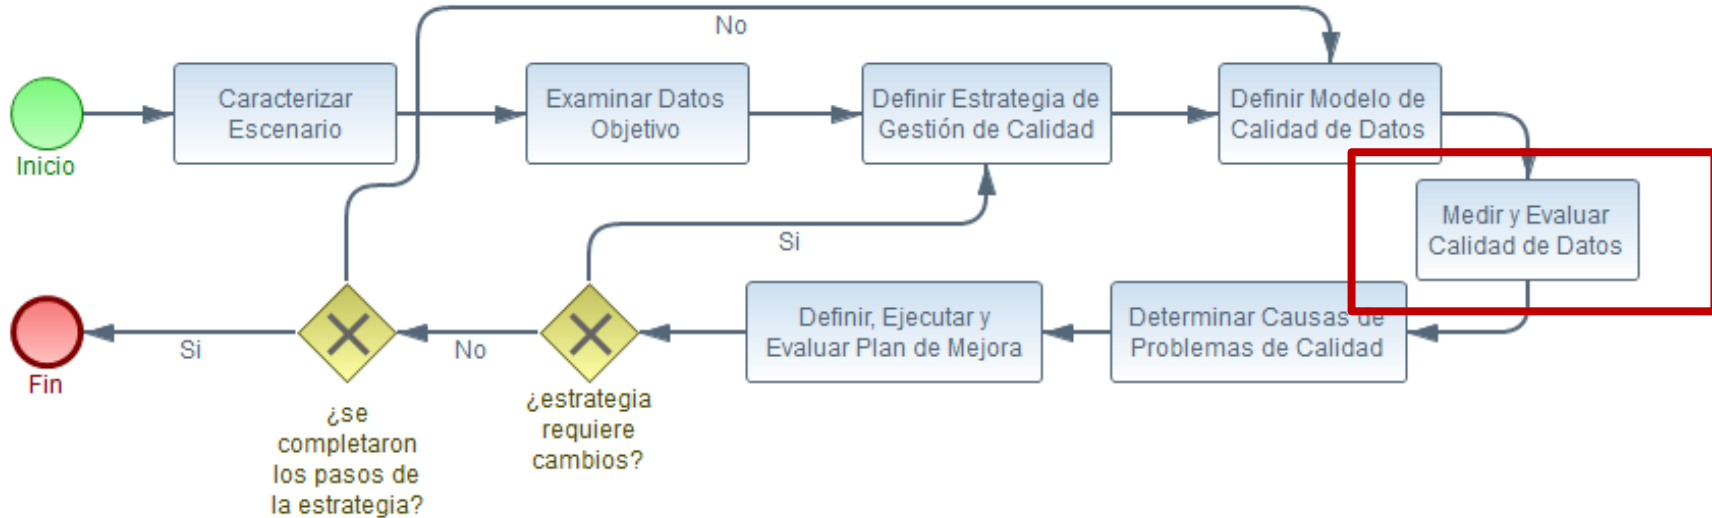 No
Inicio
Caracterizar
Escenario
Examinar Datos
Objetivo
Definir Estrategia de
Gestión de Calidad
Definir Modelo de
Calidad de Datos
Medir y Evaluar
Calidad de Datos
Si
Determinar Causas de
Problemas de Calidad
Definir, Ejecutar y
Evaluar Plan de Mejora
¿estrategia
requiere
cambios?
No
¿se
completaron
los pasos de
la estrategia?
Si
Fin